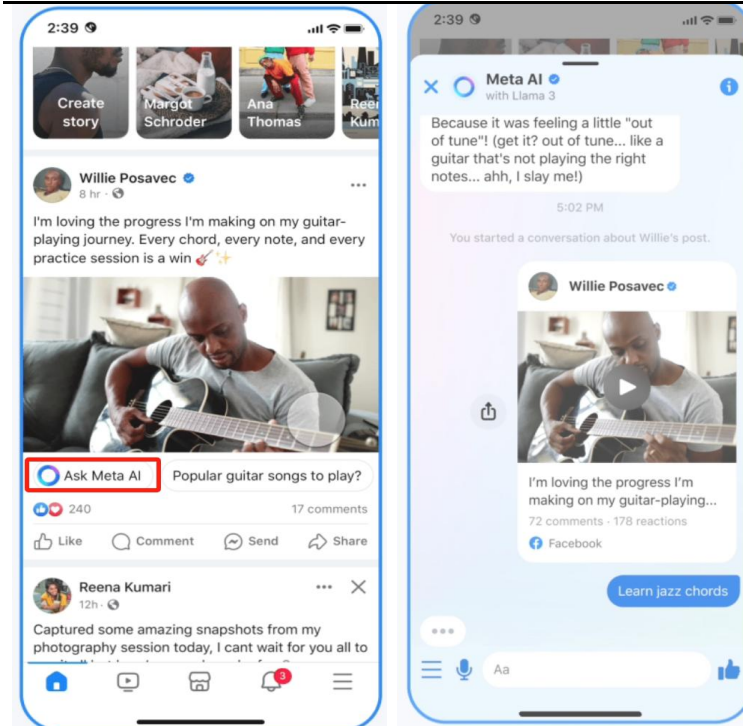 2:39
Create story
Margot Schroder
Ana Thomas
Willie Posavec
8 hr ·
I'm loving the progress I'm making on my guitar-
playing journey. Every chord, every note, and every
practice session is a win 🎸✨
Ask Meta AI
Popular guitar songs to play?
240
17 comments
Like
Comment
Send
Share
Reena Kumari
12h ·
Captured some amazing snapshots from my
photography session today, I cant wait for you all to
3
2:39
Meta AI
with Llama 3
Because it was feeling a little "out
of tune"! (get it? out of tune... like a
guitar that's not playing the right
notes... ahh, I slay me!)
5:02 PM
You started a conversation about Willie's post.
Willie Posavec
I'm loving the progress I'm
making on my guitar-playing...
72 comments · 178 reactions
Facebook
Learn jazz chords
Aa